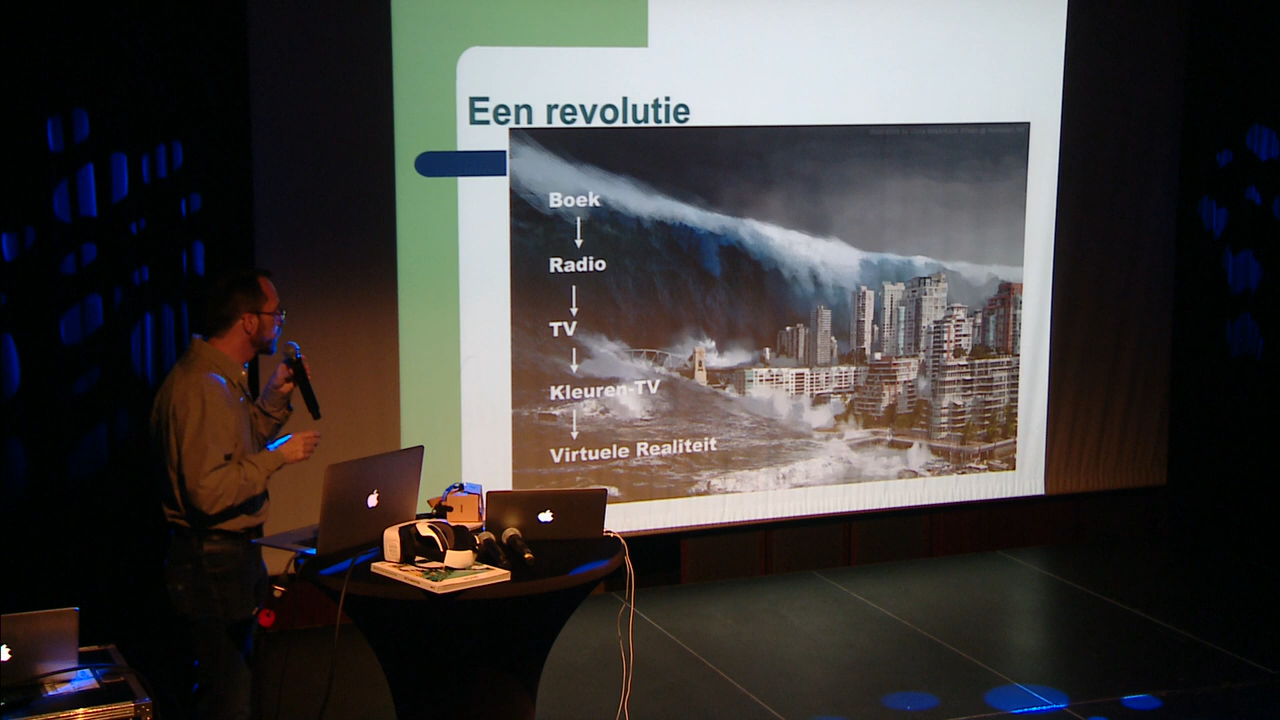 Een revolutie
Boek
Radio
TV
Kleuren-TV
Virtuele Realiteit